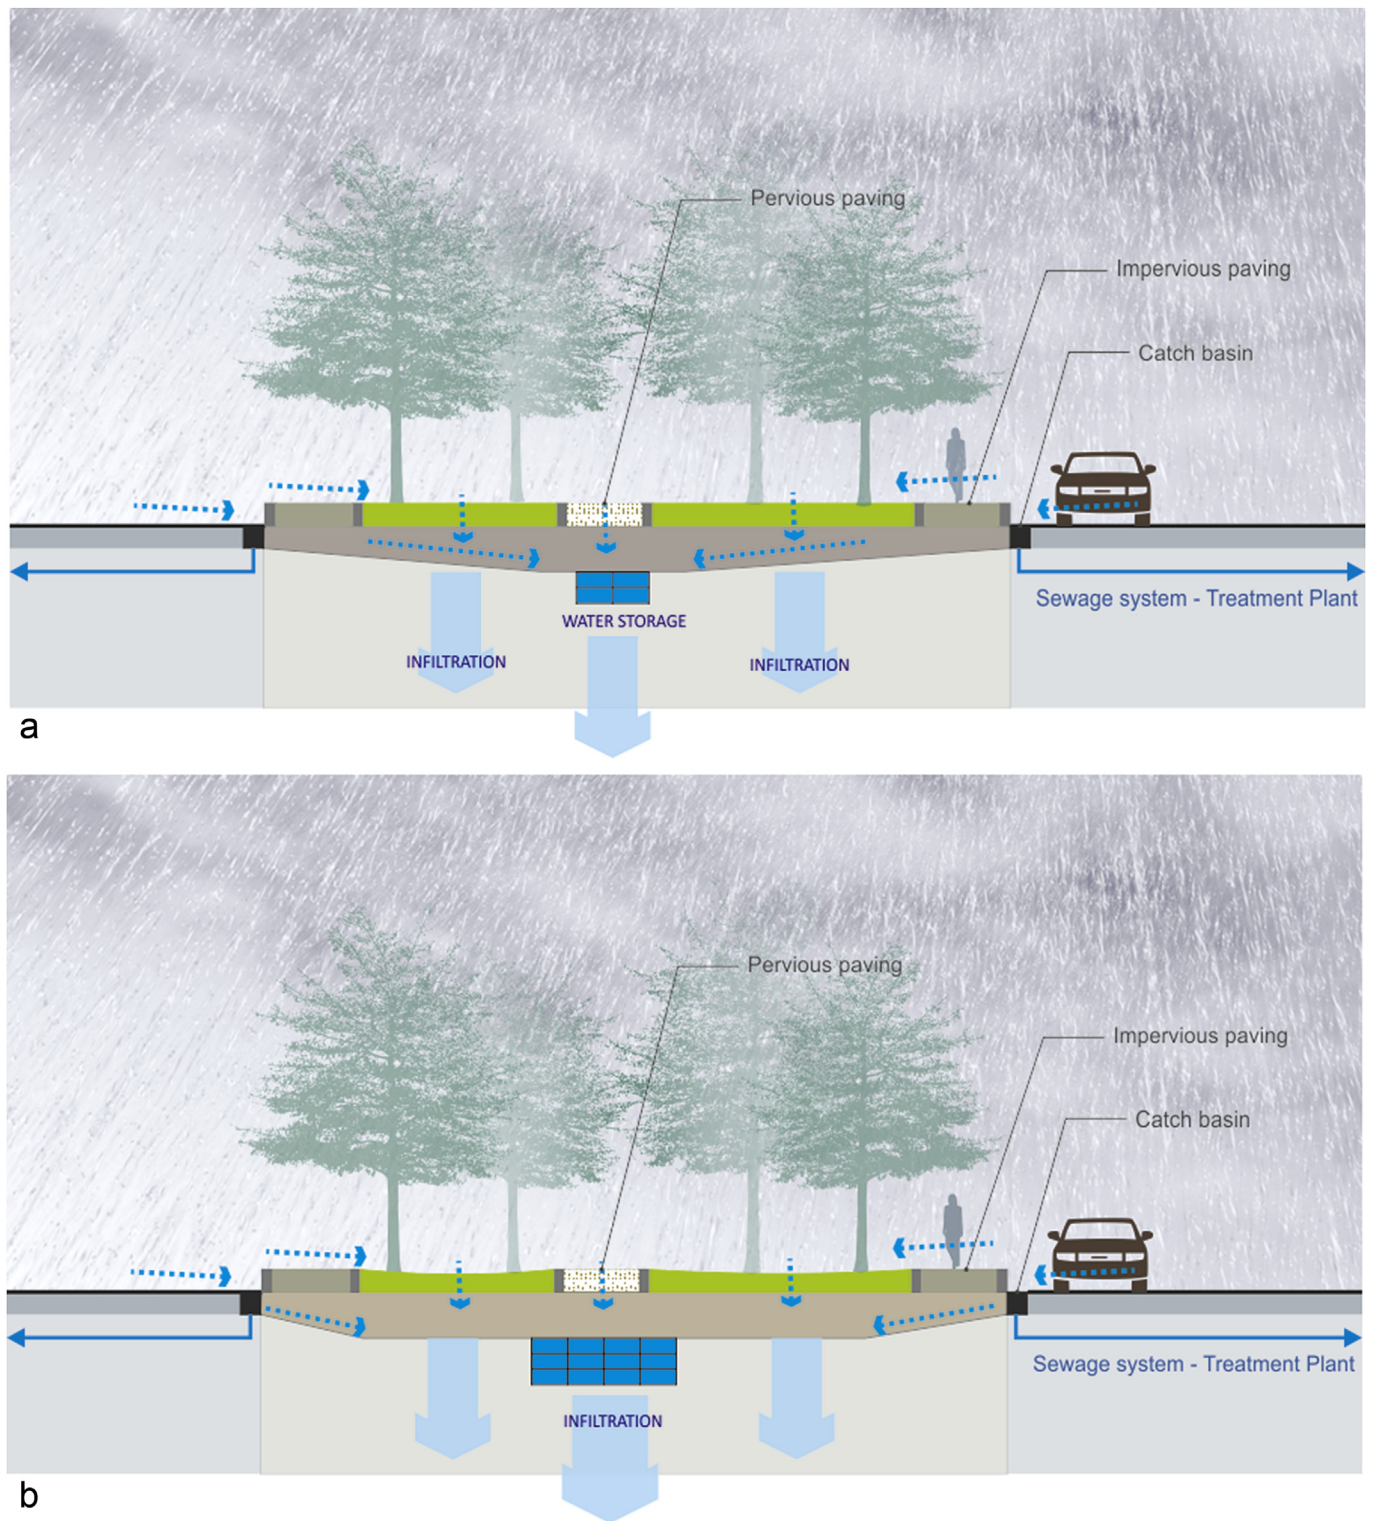 Pervious paving
Impervious paving
Catch basin
Sewage system - Treatment Plant
WATER STORAGE
INFILTRATION
INFILTRATION
a
Pervious paving
Impervious paving
Catch basin
Sewage system - Treatment Plant
INFILTRATION
b